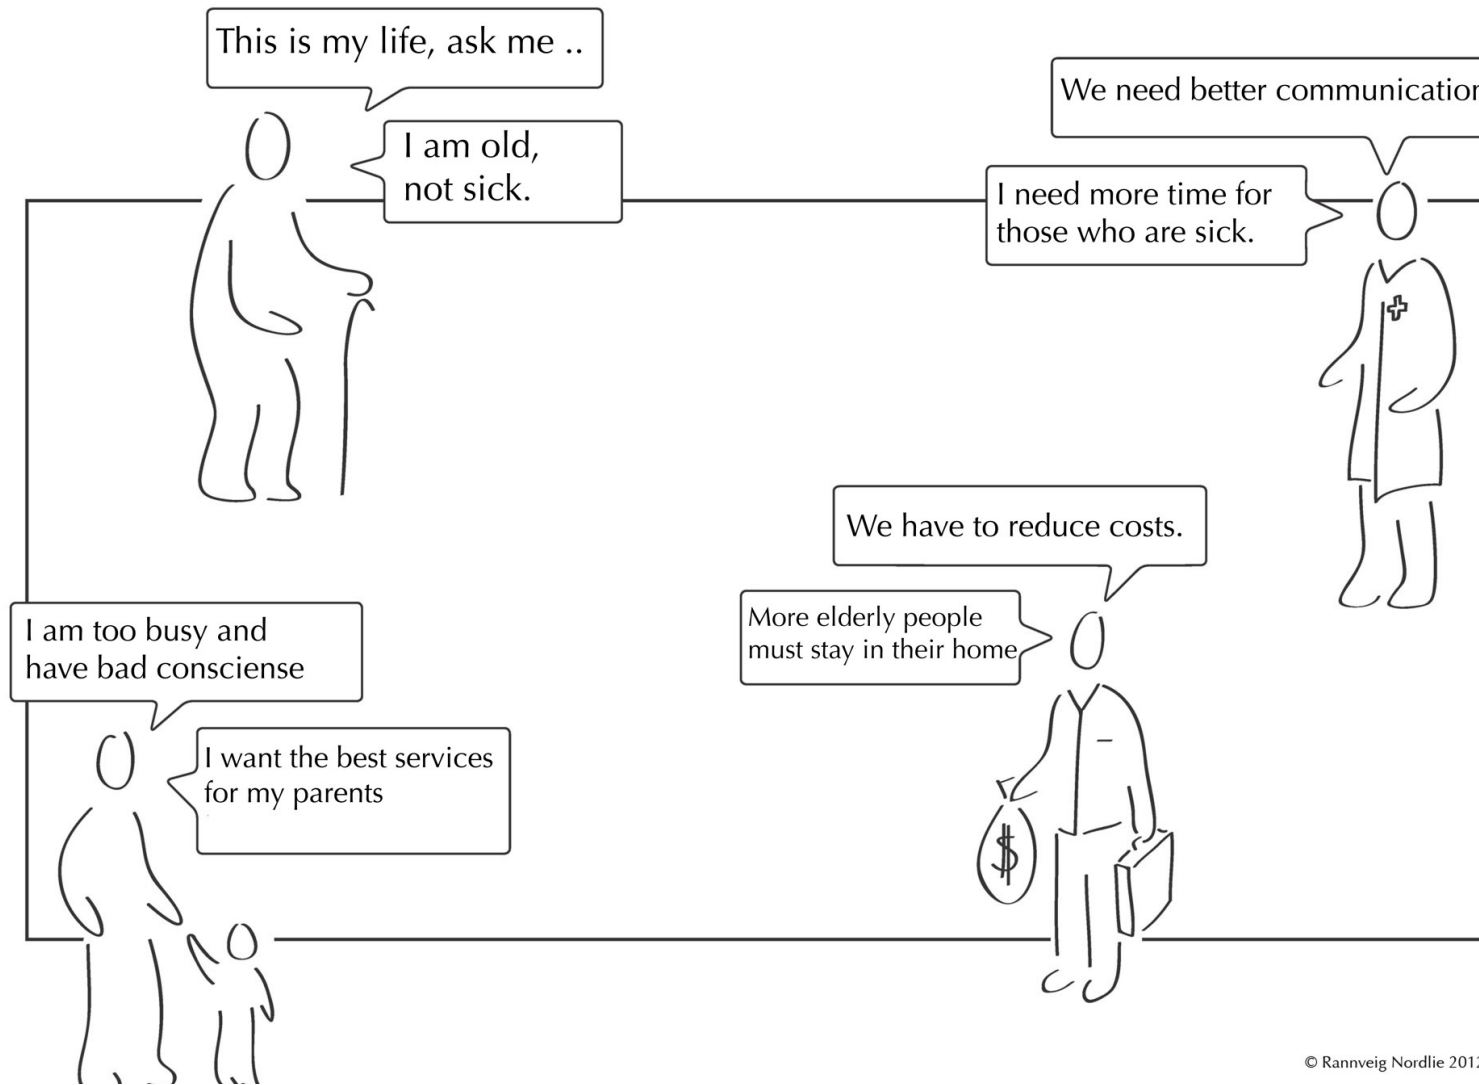 This is my life, ask me ..
I am old,
not sick.
We need better communication
I need more time for
those who are sick.
We have to reduce costs.
More elderly people
must stay in their home
I am too busy and
have bad consciense
I want the best services
for my parents
$
© Rannveig Nordlie 2012